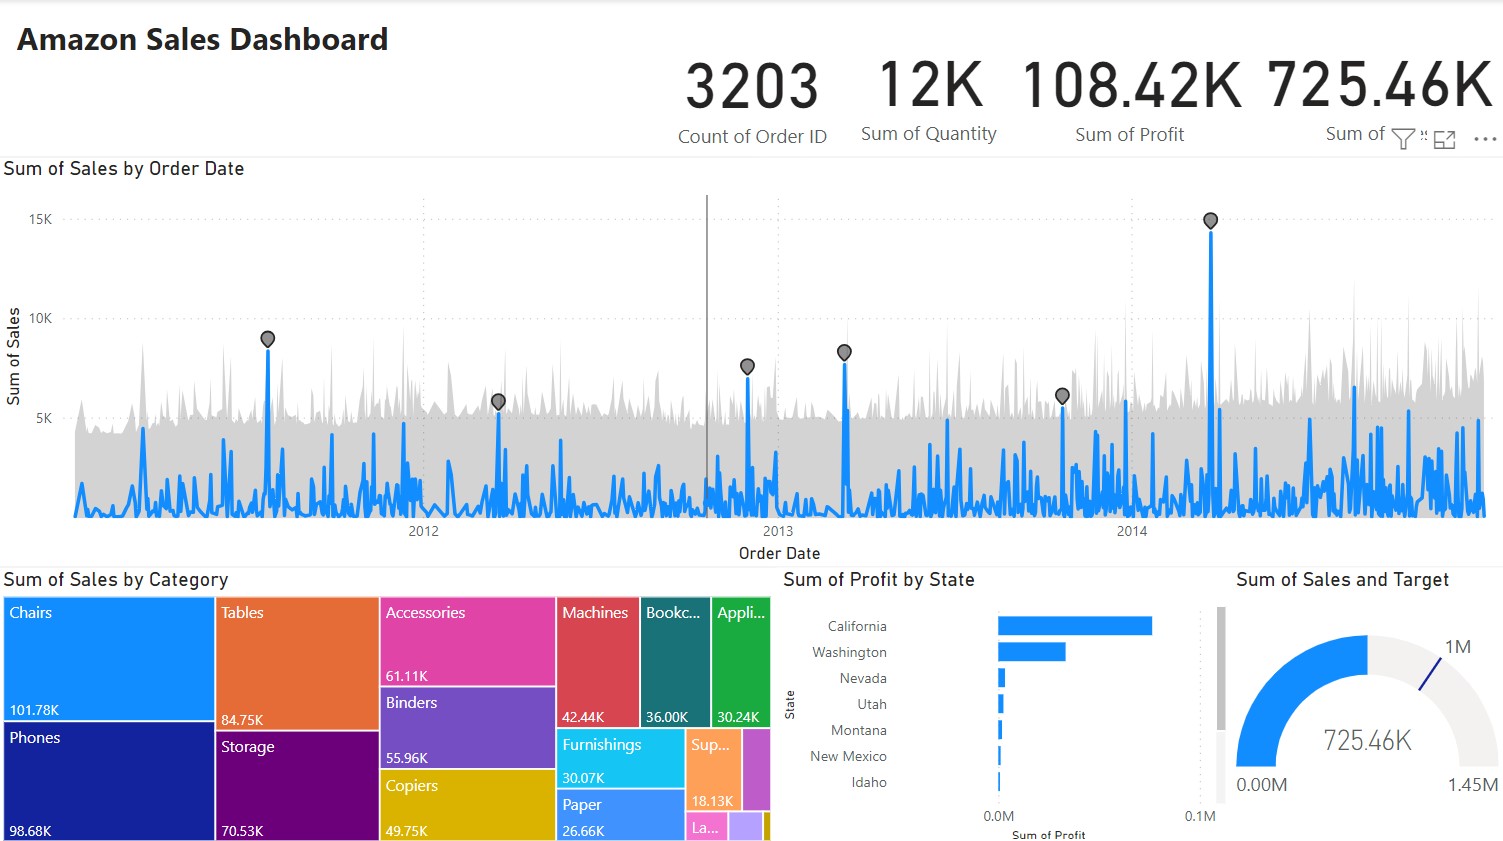 Amazon Sales Dashboard
3203
Count of Order ID
12K
Sum of Quantity
108.42K
Sum of Profit
725.46K
Sum of
Sum of Sales by Order Date
Sum of Sales
15K
10K
5K
2012
2013
2014
Order Date
Sum of Sales by Category
Chairs
101.78K
Phones
98.68K
Tables
84.75K
Storage
70.53K
Accessories
61.11K
Binders
55.96K
Copiers
49.75K
Machines
42.44K
Bookc...
36.00K
Appli...
30.24K
Furnishings
30.07K
Paper
26.66K
Sup...
18.13K
La...
Sum of Profit by State
State
California
Washington
Nevada
Utah
Montana
New Mexico
Idaho
0.0M
0.1M
Sum of Profit
Sum of Sales and Target
1M
725.46K
0.00M
1.45M